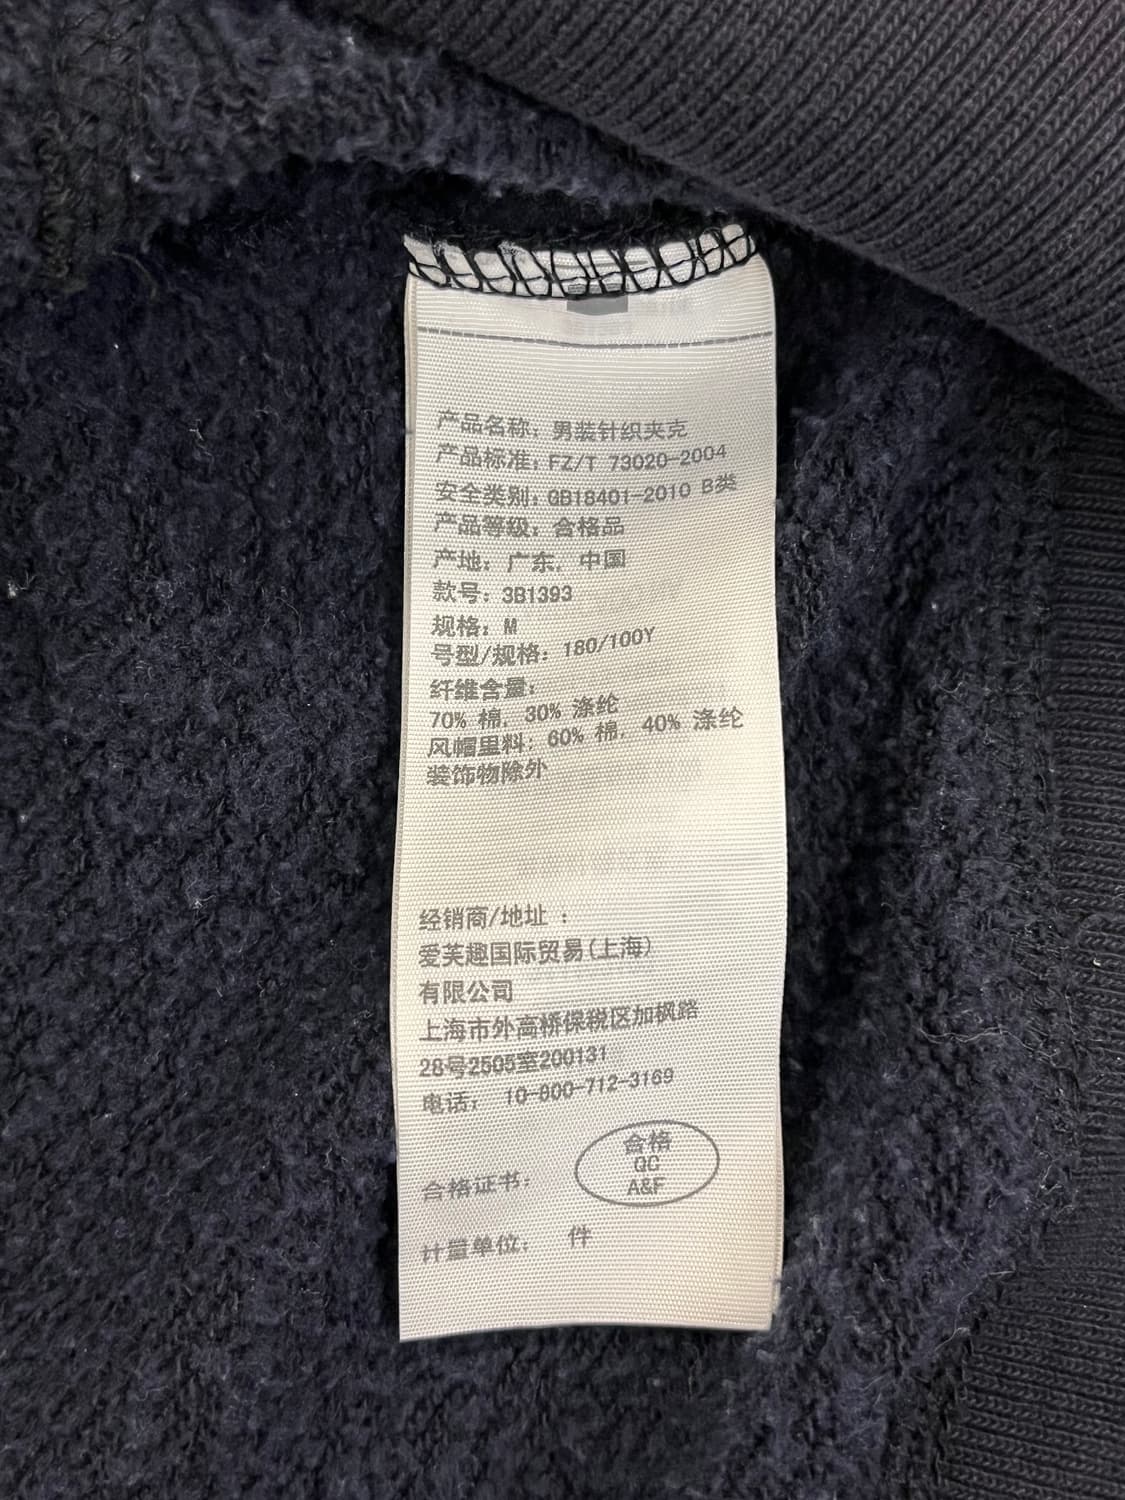 产品名称：男装针织夹克
产品标准：FZ/T 73020-2004
安全类别：GB18401-2010 B类
产品等级：合格品
产地：广东，中国
款号：3B1393
规格：M
号型/规格：180/100Y
纤维含量：
70% 棉，30% 涤纶
风帽里料：60% 棉，40% 涤纶
装饰物除外
经销商/地址：
爱芙趣国际贸易(上海)
有限公司
上海市外高桥保税区加枫路
28号2505室200131
电话： 10-800-712-3169
合格
QC
A&F
合格证书：
计量单位： 件